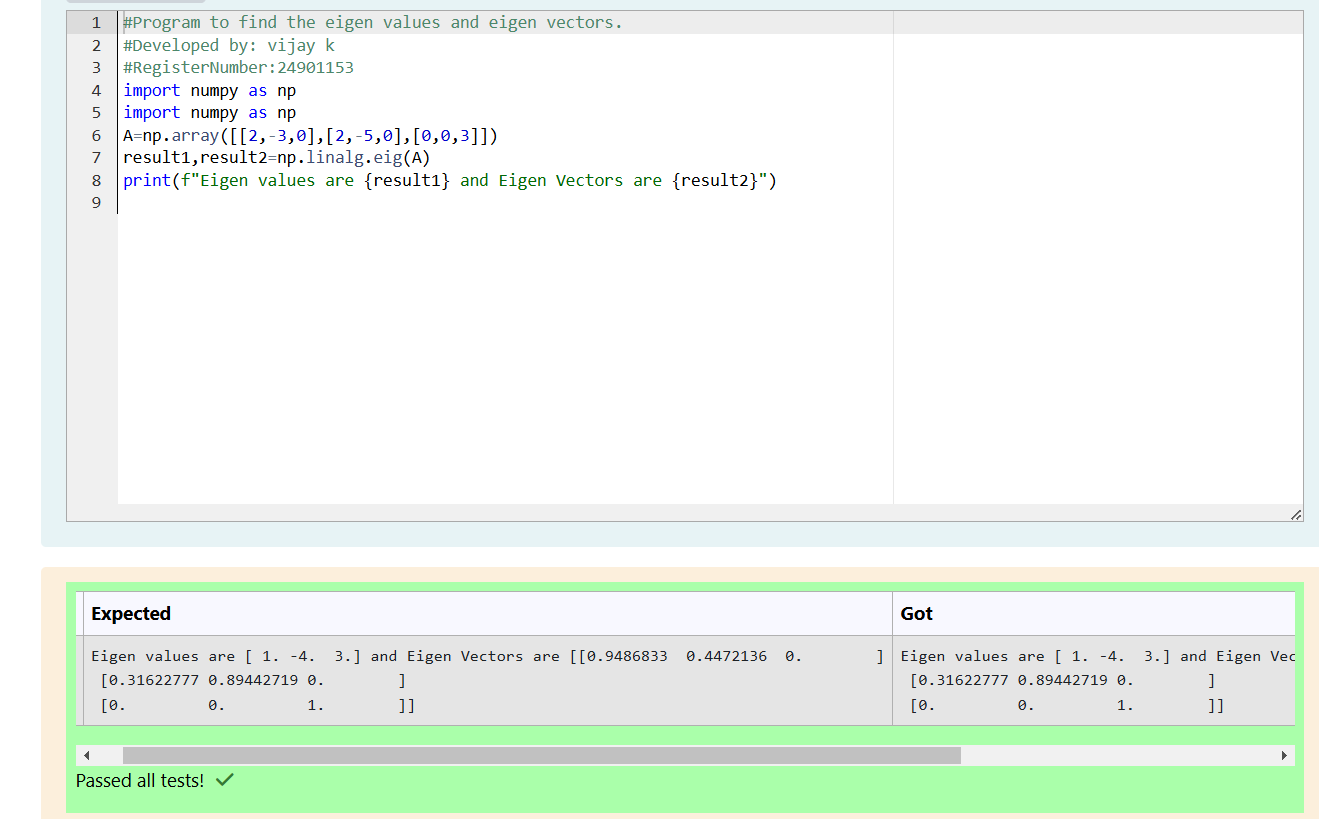 1 #Program to find the eigen values and eigen vectors.
2 #Developed by: vijay k
3 #RegisterNumber:24901153
4 import numpy as np
5 import numpy as np
6 A=np.array([[2,-3,0],[2,-5,0],[0,0,3]])
7 result1,result2=np.linalg.eig(A)
8 print(f"Eigen values are {result1} and Eigen Vectors are {result2}")
9
Expected Got
Eigen values are [ 1. -4.  3.] and Eigen Vectors are [[0.9486833  0.4472136  0.        ] Eigen values are [ 1. -4.  3.] and Eigen Vec
[0.31622777 0.89442719 0.        ] [0.31622777 0.89442719 0.        ]
[0.         0.         1.        ]] [0.         0.         1.        ]]
Passed all tests! ✓